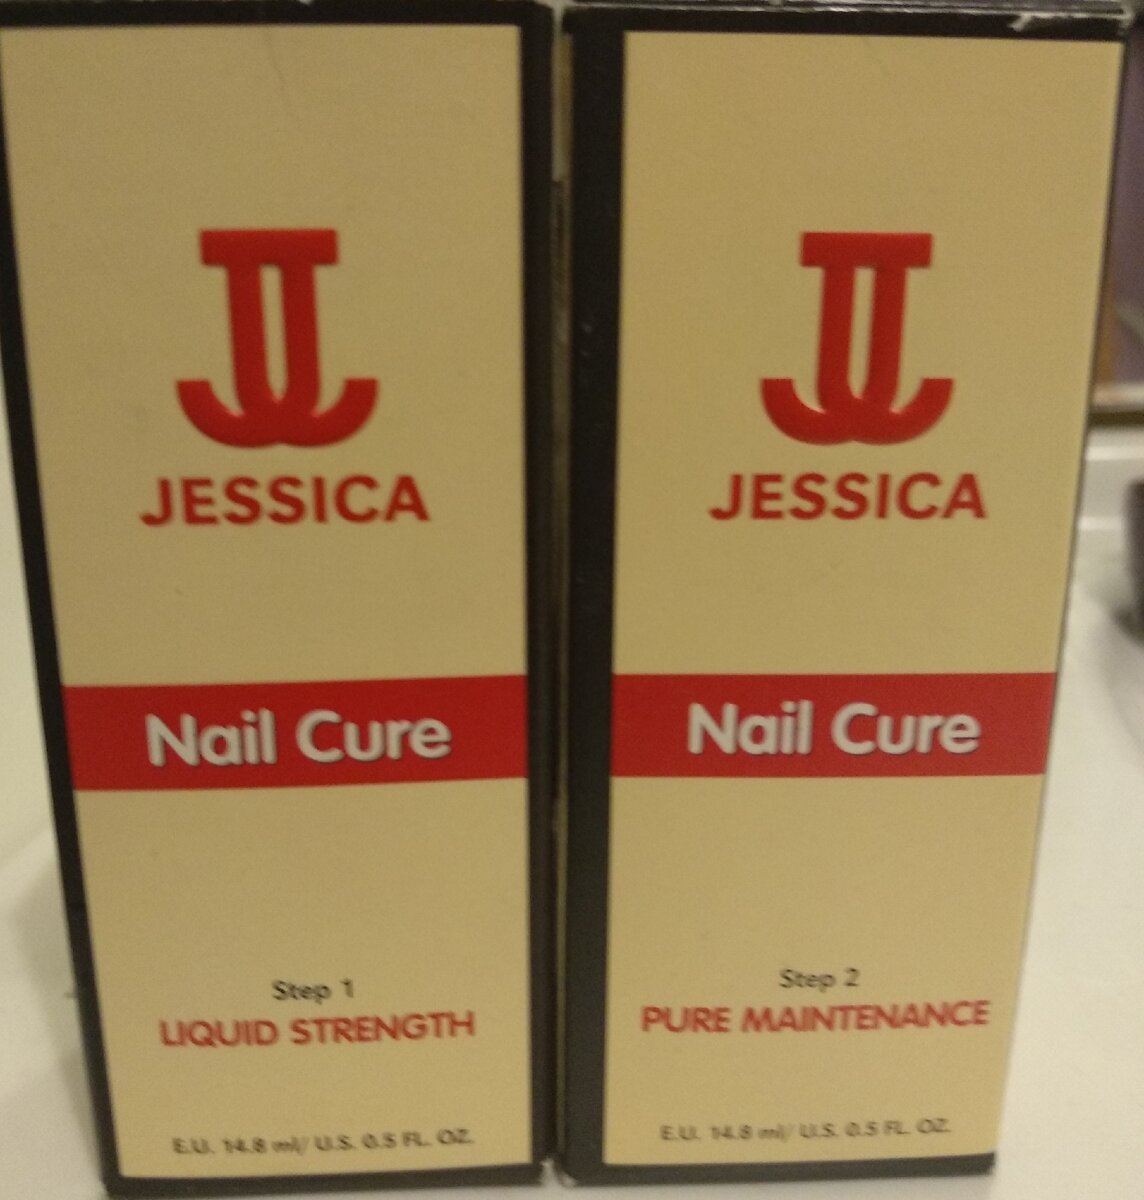 JESSICA
Nail Cure
Step 1
LIQUID STRENGTH
E.U. 14.8 ml/ U.S. 0.5 FL. OZ.
JESSICA
Nail Cure
Step 2
PURE MAINTENANCE
E.U. 14.8 ml/ U.S. 0.5 FL. OZ.